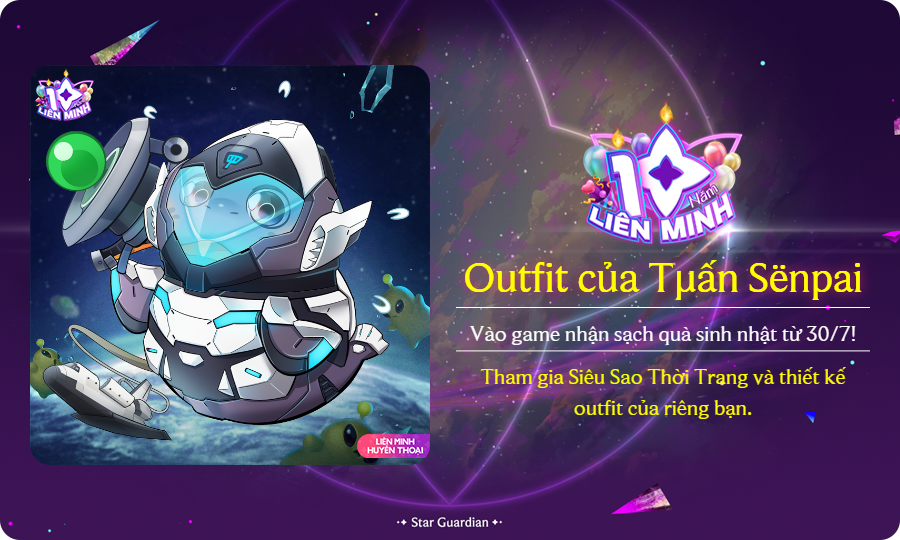 10
LIÊN MINH
10
Năm
LIÊN MINH
Outfit của Tµấn Sënpai
Vào game nhận sạch quà sinh nhật từ 30/7!
Tham gia Siêu Sao Thời Trang và thiết kế
outfit của riêng bạn.
LIÊN MINH
HUYỀN THOẠI
Star Guardian